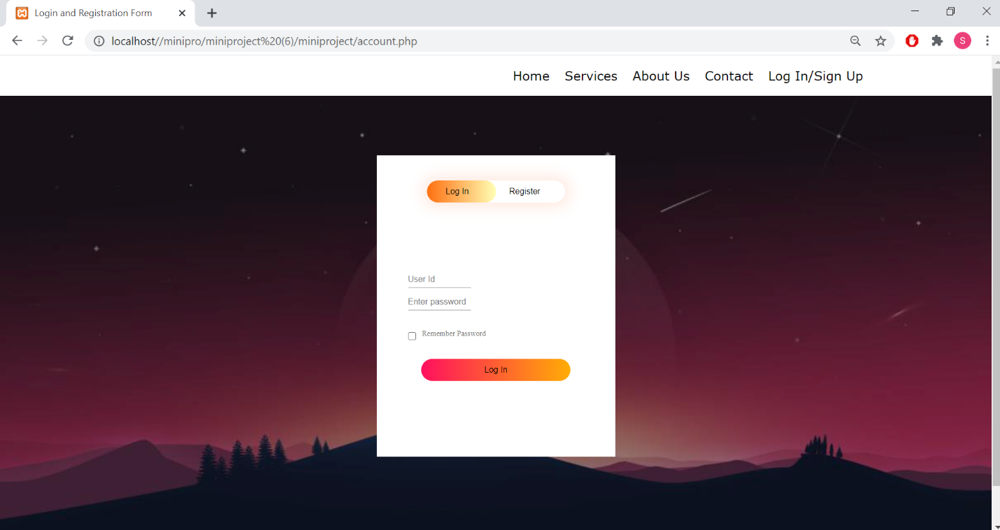 Login and Registration Form
localhost//minipro/miniproject%20(6)/miniproject/account.php
S
Home Services About Us Contact Log In/Sign Up
Log In Register
User Id
Enter password
Remember Password
Log In